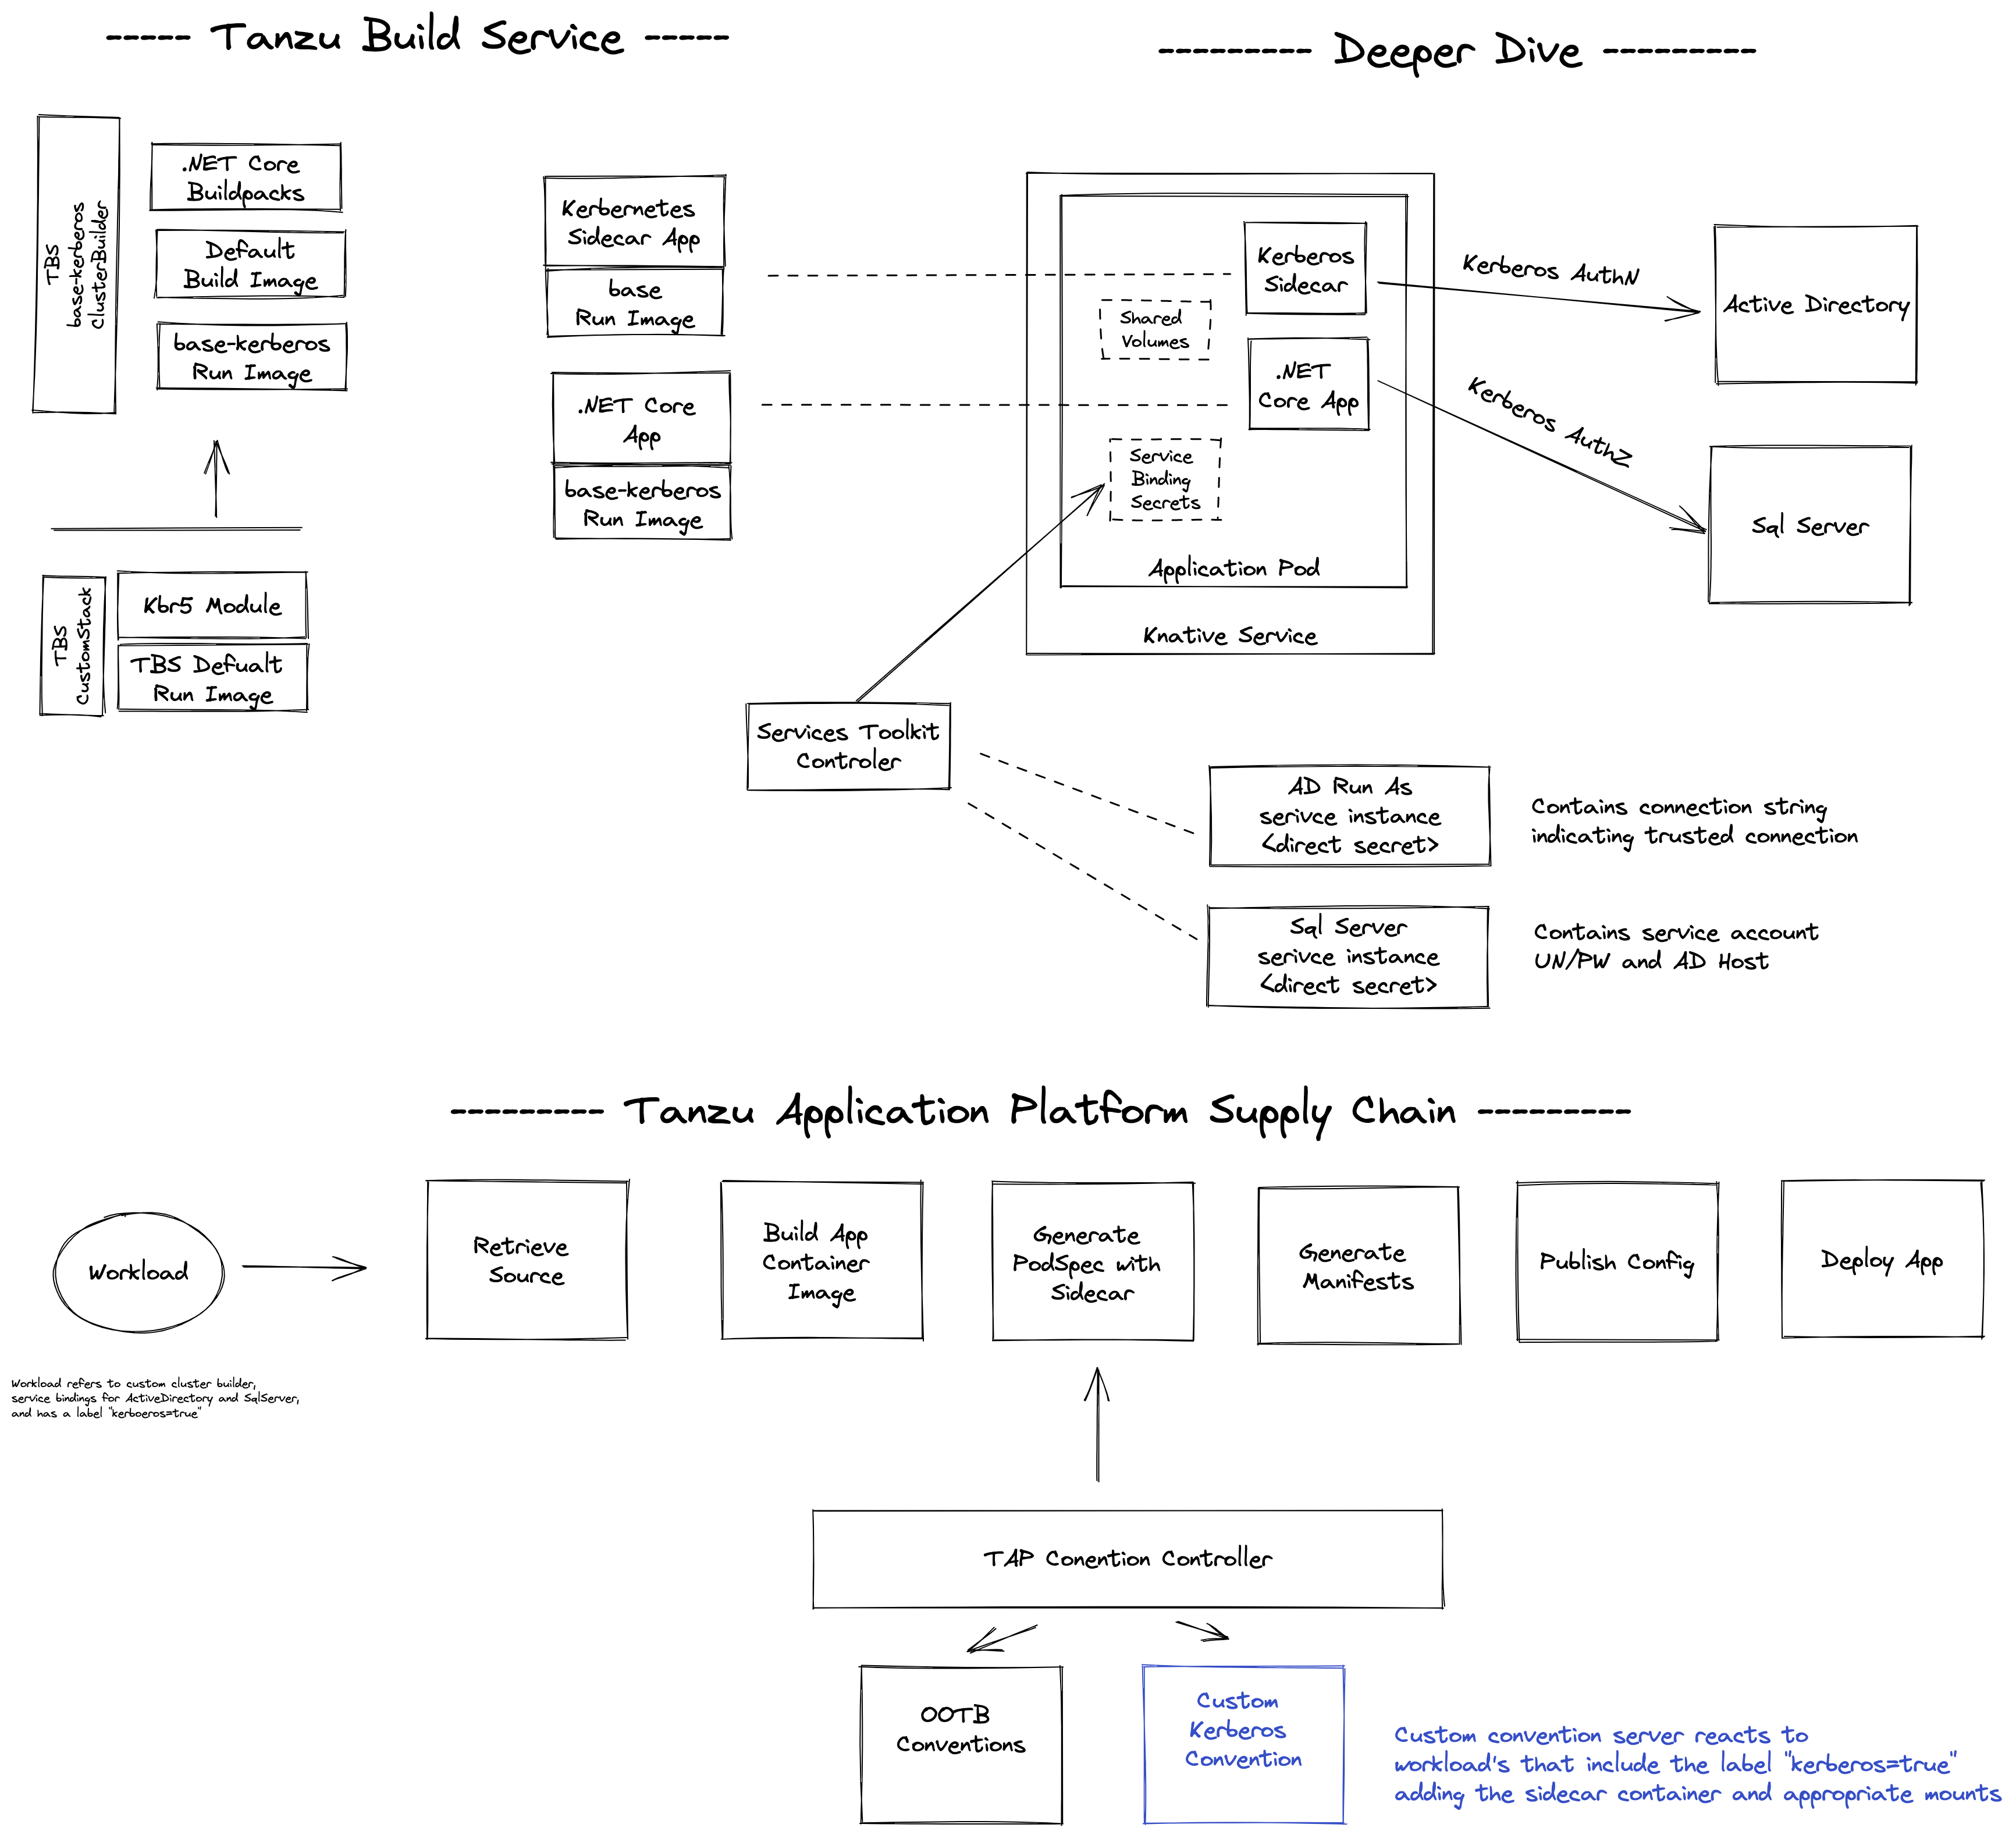 ----- Tanzu Build Service -----
--------- Deeper Dive ---------
TBS
base-kerberos
ClusterBuilder
.NET Core
Buildpacks
Default
Build Image
base-kerberos
Run Image
TBS
CustomStack
Kbr5 Module
TBS Defualt
Run Image
Kerbernetes
Sidecar App
base
Run Image
.NET Core
App
base-kerberos
Run Image
Kerberos
Sidecar
Shared
Volumes
.NET
Core App
Service
Binding
Secrets
Application Pod
Knative Service
Kerberos AuthN
Active Directory
Kerberos AuthZ
Sql Server
Services Toolkit
Controler
AD Run As
serivce instance
<direct secret>
Contains connection string
indicating trusted connection
Sql Server
serivce instance
<direct secret>
Contains service account
UN/PW and AD Host
--------- Tanzu Application Platform Supply Chain ---------
Workload
Retrieve
Source
Build App
Container
Image
Generate
PodSpec with
Sidecar
Generate
Manifests
Publish Config
Deploy App
Workload refers to custom cluster builder,
service bindings for ActiveDirectory and SqlServer,
and has a label "kerboeros=true"
TAP Conention Controller
OOTB
Conventions
Custom
Kerberos
Convention
Custom convention server reacts to
workload's that include the label "kerberos=true"
adding the sidecar container and appropriate mounts